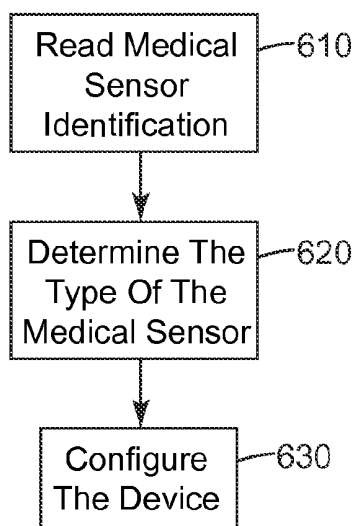 Read Medical
Sensor
Identification
610
Determine The
Type Of The
Medical Sensor
620
Configure
The Device
630